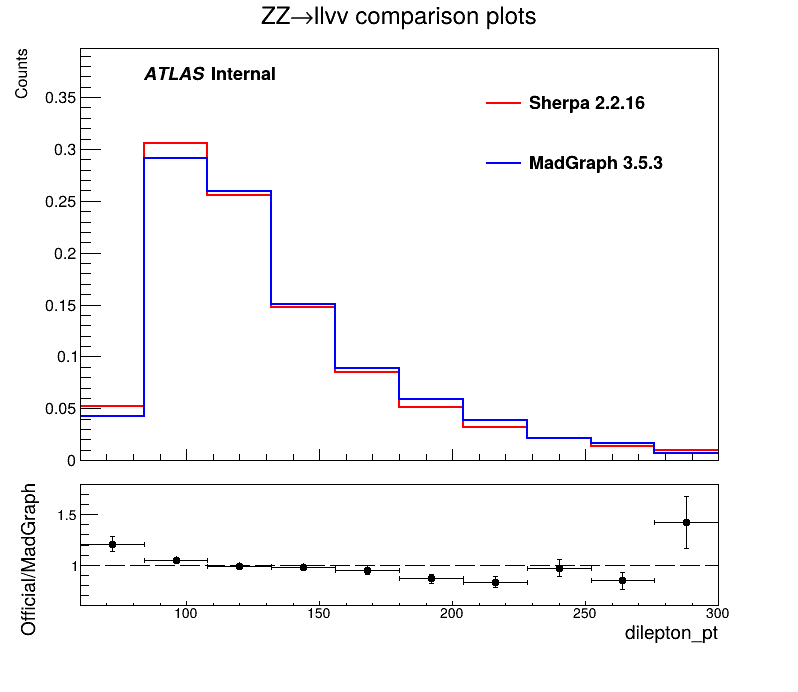 ZZ→llvv comparison plots
Counts
ATLAS Internal
Sherpa 2.2.16
MadGraph 3.5.3
0.35
0.3
0.25
0.2
0.15
0.1
0.05
0
Official/MadGraph
1.5
1
100 150 200 250 300
dilepton_pt